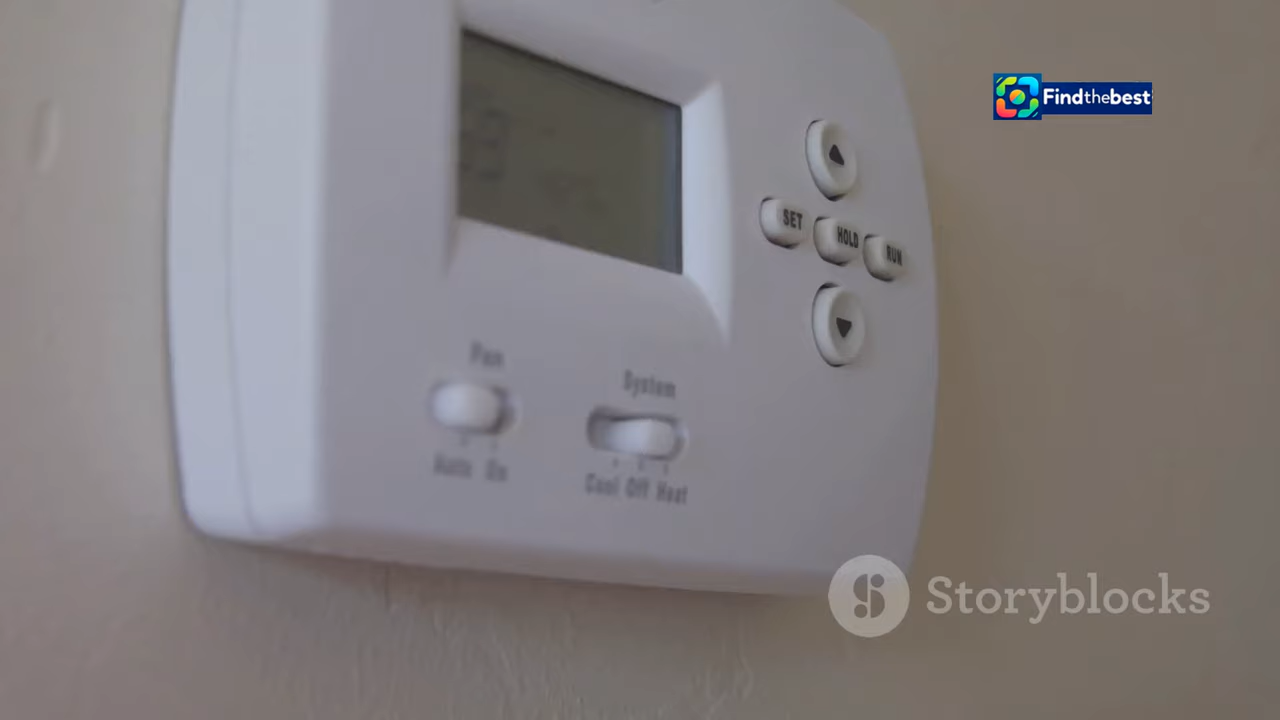 Findthebest
SET
HOLD
RUN
Fan
System
Auto On
Cool Off Heat
Storyblocks